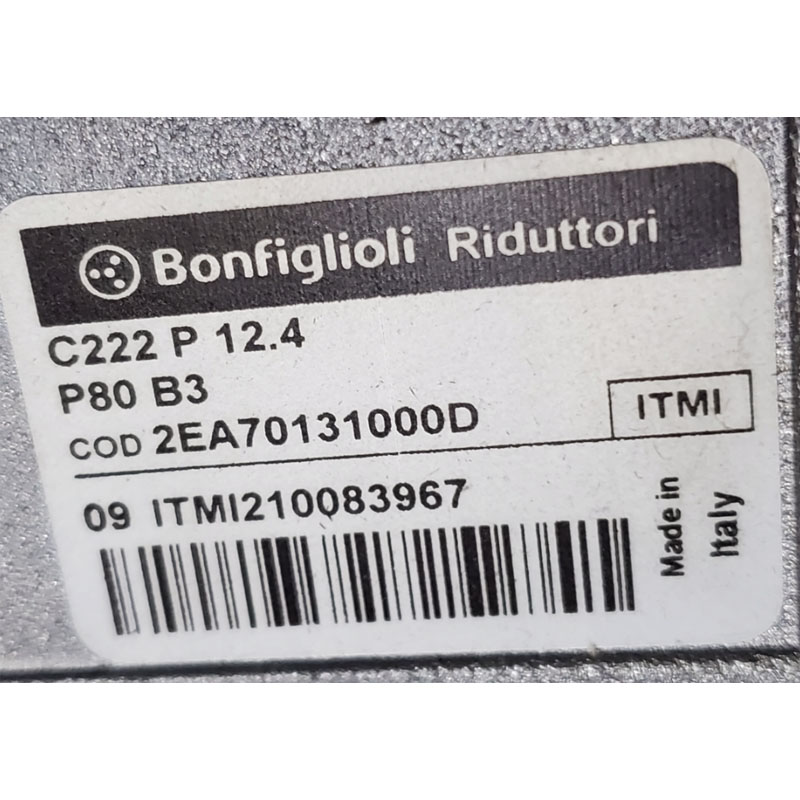 Bonfiglioli Riduttori
C222 P 12.4
P80 B3
COD 2EA70131000D
ITMI
09 ITMI210083967
Made in
Italy